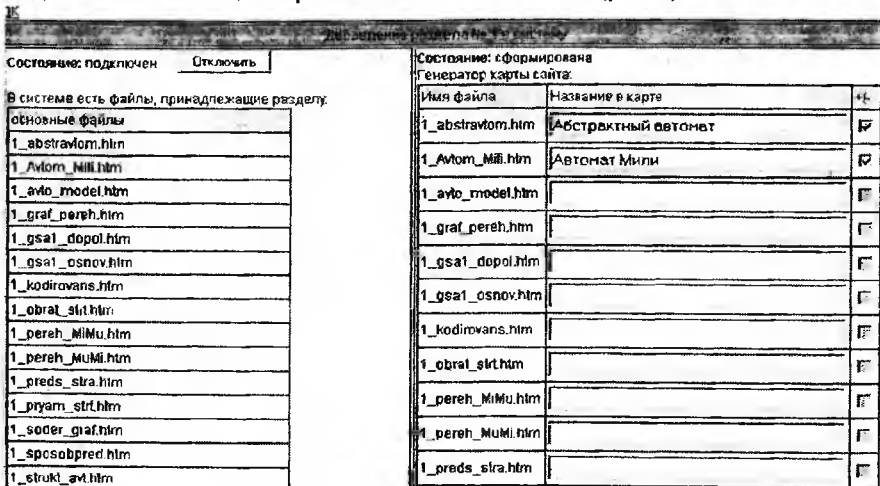 Состояние: подключен Отключить
В системе есть файлы, принадлежащие разделу:
основные файлы
1_abstravtom.htm
1_Avtom_Mili.htm
1_avto_model.htm
1_graf_pereh.htm
1_gsa1_dopol.htm
1_gsa1_osnov.htm
1_kodirovans.htm
1_obrat_strt.htm
1_pereh_MiMu.htm
1_pereh_MuMi.htm
1_preds_stra.htm
1_pryam_strt.htm
1_soder_graf.htm
1_sposobpred.htm
1_strukt_avt.htm
Состояние: сформирована
Генератор карты сайта:
Имя файла Название в карте +/-
1_abstravtom.htm Абстрактный автомат
1_Avtom_Mili.htm Автомат Мили
1_avto_model.htm
1_graf_pereh.htm
1_gsa1_dopol.htm
1_gsa1_osnov.htm
1_kodirovans.htm
1_obrat_strt.htm
1_pereh_MiMu.htm
1_pereh_MuMi.htm
1_preds_stra.htm